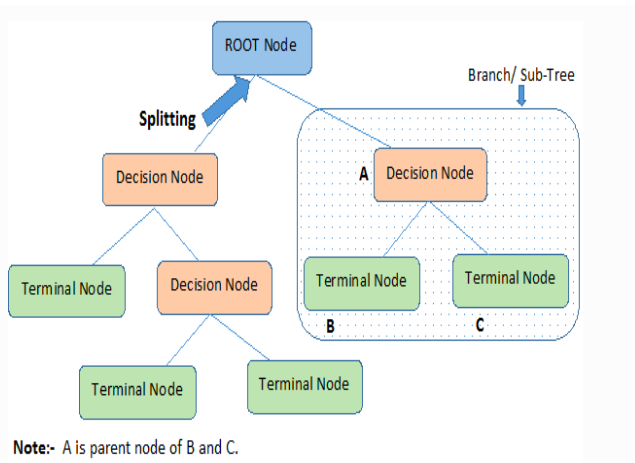 ROOT Node
Branch/ Sub-Tree
Splitting
Decision Node
A
Decision Node
Terminal Node
Decision Node
Terminal Node
Terminal Node
B
C
Terminal Node
Terminal Node
Note:- A is parent node of B and C.